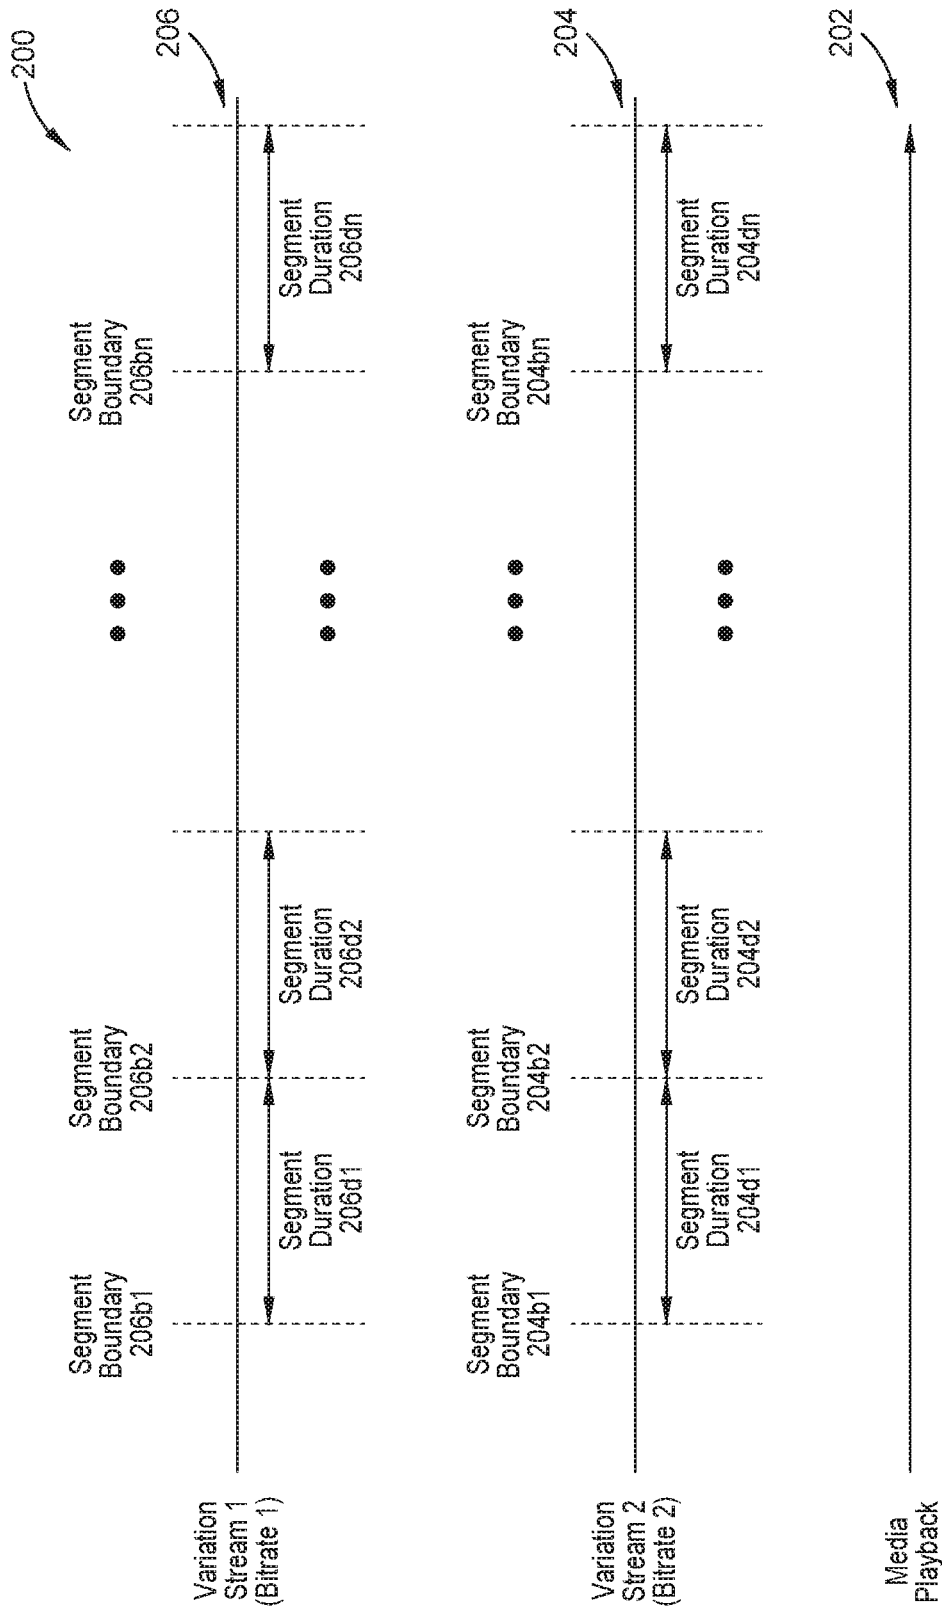 200
206
Segment
Boundary
206b1
Segment
Boundary
206b2
Segment
Boundary
206bn
Variation
Stream 1
(Bitrate 1)
Segment
Duration
206d1
Segment
Duration
206d2
Segment
Duration
206dn
204
Segment
Boundary
204b1
Segment
Boundary
204b2
Segment
Boundary
204bn
Variation
Stream 2
(Bitrate 2)
Segment
Duration
204d1
Segment
Duration
204d2
Segment
Duration
204dn
202
Media
Playback